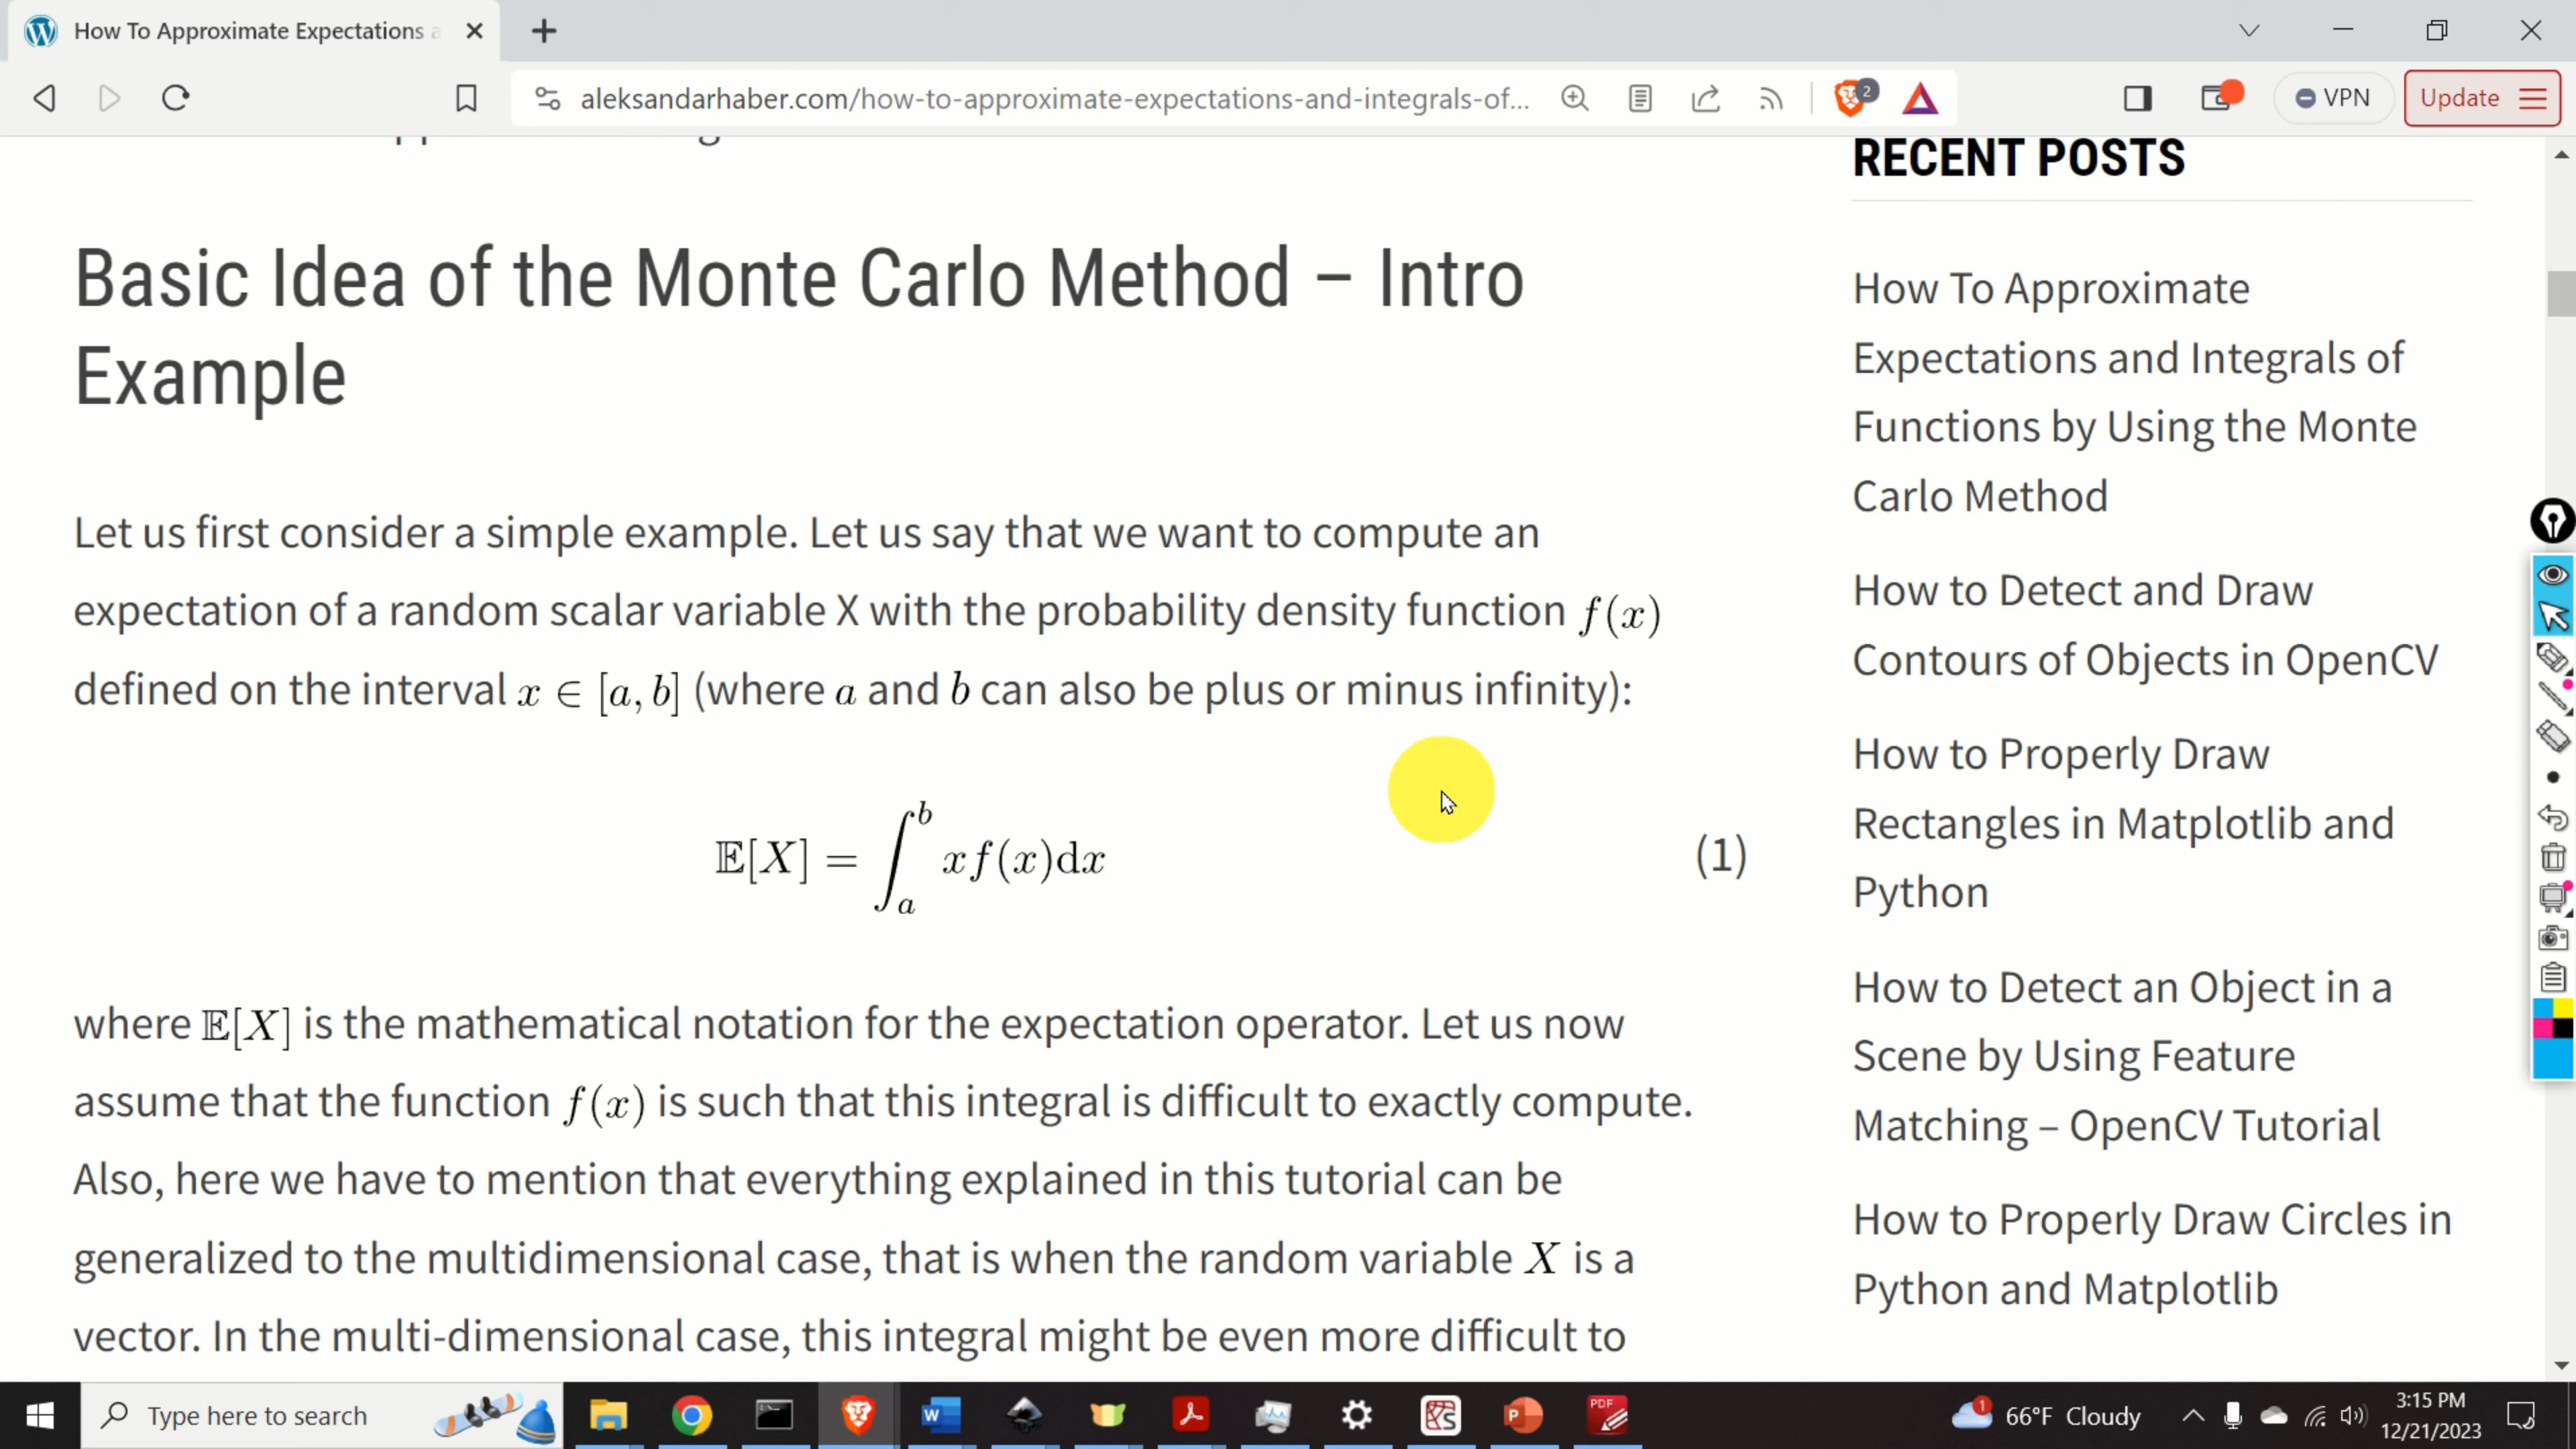 How To Approximate Expectations a
aleksandarhaber.com/how-to-approximate-expectations-and-integrals-of...
2
VPN
Update
Basic Idea of the Monte Carlo Method – Intro
Example
Let us first consider a simple example. Let us say that we want to compute an
expectation of a random scalar variable X with the probability density function f(x)
defined on the interval x ∈ [a, b] (where a and b can also be plus or minus infinity):
𝔼[X] = ∫_a^b x f(x)dx (1)
where 𝔼[X] is the mathematical notation for the expectation operator. Let us now
assume that the function f(x) is such that this integral is difficult to exactly compute.
Also, here we have to mention that everything explained in this tutorial can be
generalized to the multidimensional case, that is when the random variable X is a
vector. In the multi-dimensional case, this integral might be even more difficult to
RECENT POSTS
How To Approximate
Expectations and Integrals of
Functions by Using the Monte
Carlo Method
How to Detect and Draw
Contours of Objects in OpenCV
How to Properly Draw
Rectangles in Matplotlib and
Python
How to Detect an Object in a
Scene by Using Feature
Matching – OpenCV Tutorial
How to Properly Draw Circles in
Python and Matplotlib
Type here to search
W
P
PDF
1
66°F Cloudy
3:15 PM
12/21/2023